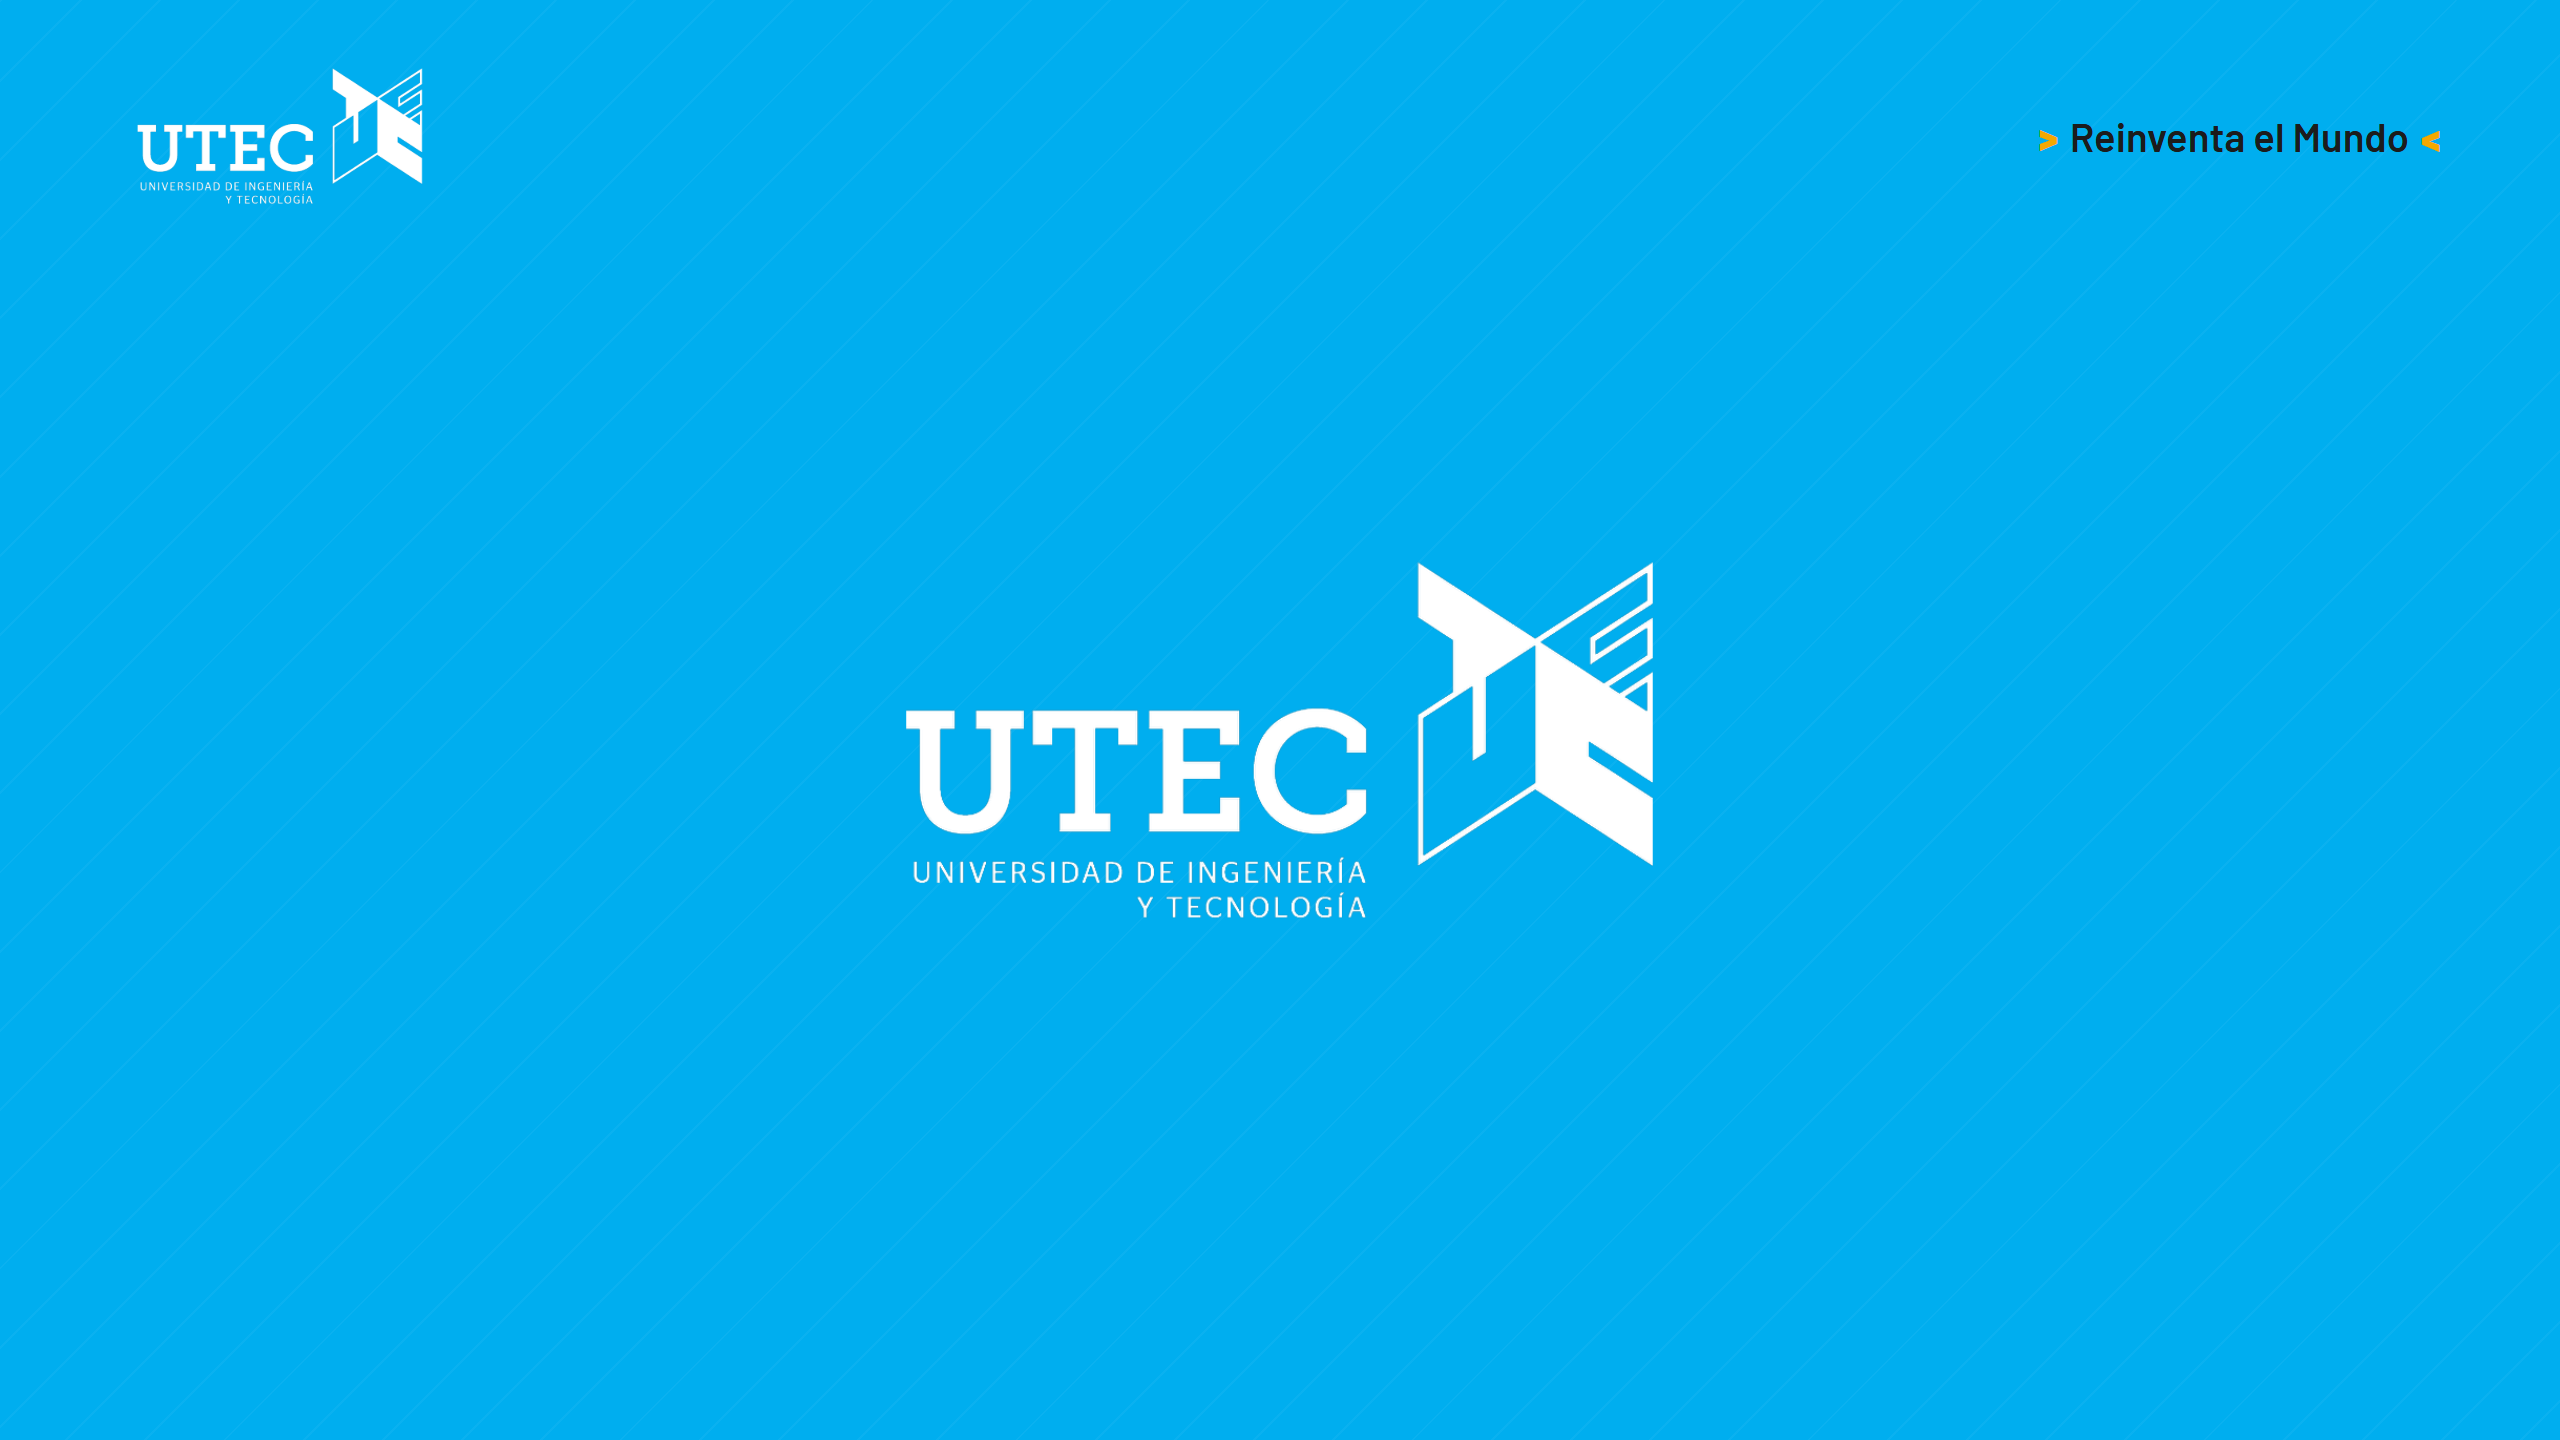 UTEC
UNIVERSIDAD DE INGENIERÍA
Y TECNOLOGÍA
> Reinventa el Mundo <
UTEC
UNIVERSIDAD DE INGENIERÍA
Y TECNOLOGÍA